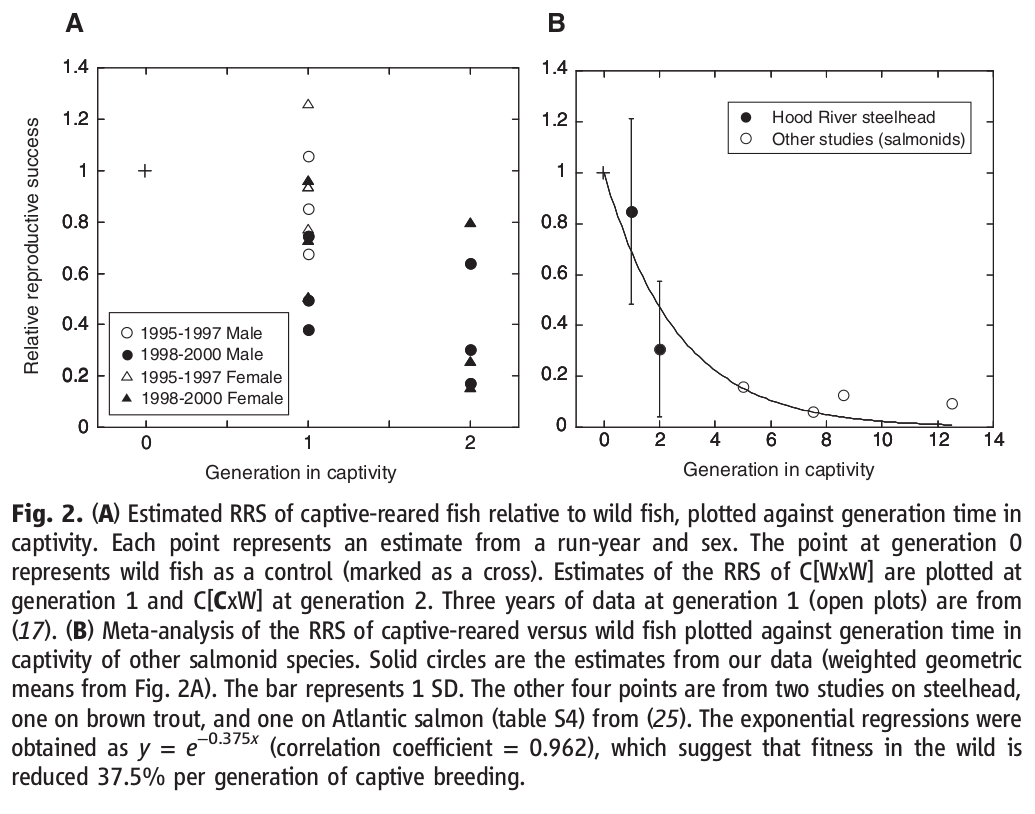 A
B
1.4
1.2
1
0.8
0.6
0.4
0.2
0
Relative reproductive success
1995-1997 Male
1998-2000 Male
1995-1997 Female
1998-2000 Female
0
1
2
Generation in captivity
1.4
1.2
1
0.8
0.6
0.4
0.2
0
Hood River steelhead
Other studies (salmonids)
0
2
4
6
8
10
12
14
Generation in captivity
Fig. 2. (A) Estimated RRS of captive-reared fish relative to wild fish, plotted against generation time in
captivity. Each point represents an estimate from a run-year and sex. The point at generation 0
represents wild fish as a control (marked as a cross). Estimates of the RRS of C[WxW] are plotted at
generation 1 and C[CxW] at generation 2. Three years of data at generation 1 (open plots) are from
(17). (B) Meta-analysis of the RRS of captive-reared versus wild fish plotted against generation time in
captivity of other salmonid species. Solid circles are the estimates from our data (weighted geometric
means from Fig. 2A). The bar represents 1 SD. The other four points are from two studies on steelhead,
one on brown trout, and one on Atlantic salmon (table S4) from (25). The exponential regressions were
obtained as y = e^−0.375x (correlation coefficient = 0.962), which suggest that fitness in the wild is
reduced 37.5% per generation of captive breeding.